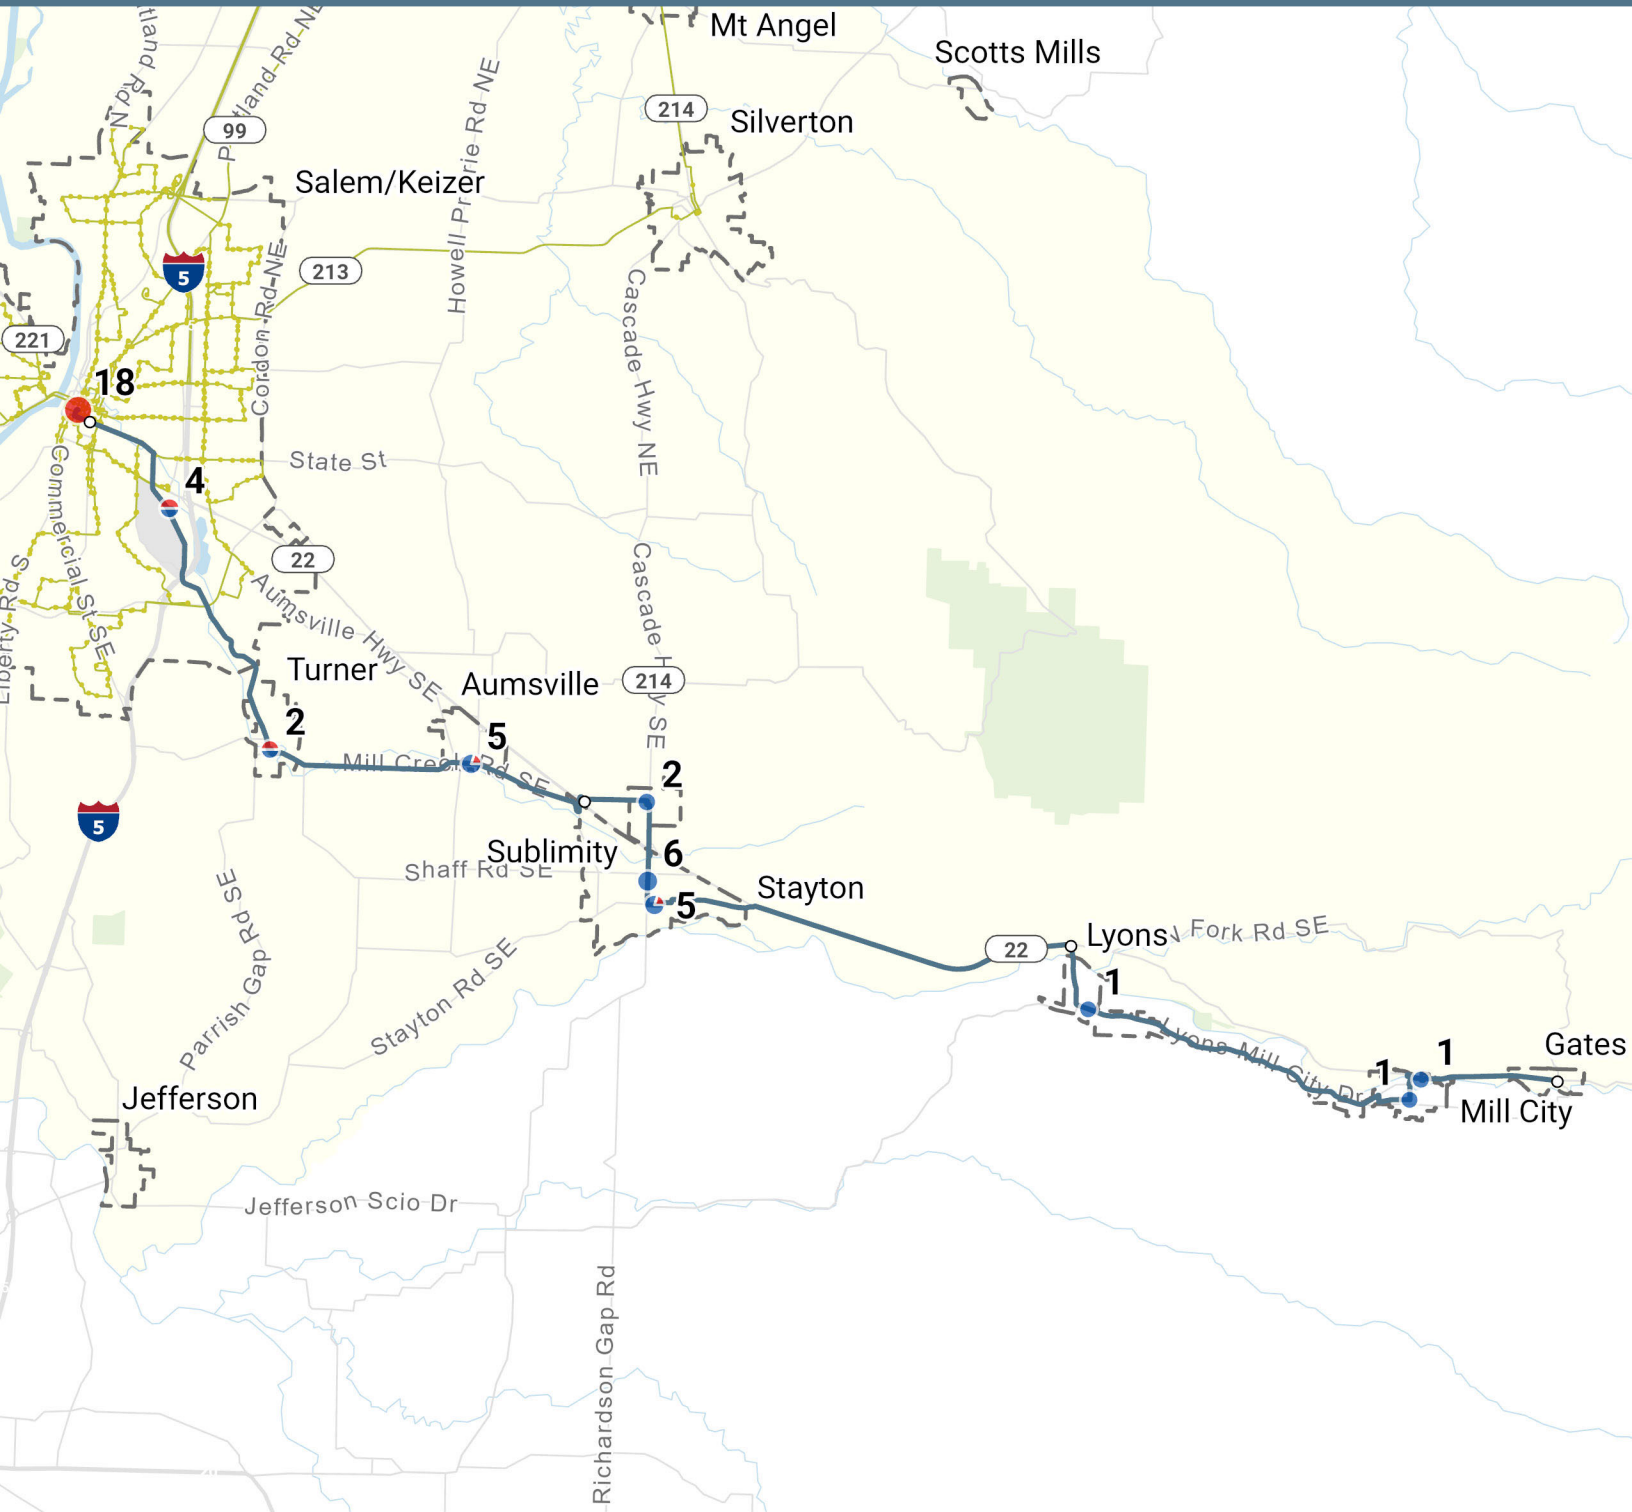 Mt Angel
Scotts Mills
214
Silverton
99
Howell Prairie Rd NE
Salem/Keizer
213
5
Cordon Rd NE
Cascade Hwy NE
221
18
State St
4
Commercial St SE
22
Liberty Rd S
Aumsville Hwy SE
Cascade Hwy SE
Turner
Aumsville
214
2
5
Mill Creek Rd SE
2
5
Sublimity
6
Shaff Rd SE
Stayton
5
Parrish Gap Rd SE
Stayton Rd SE
22
Lyons
N Fork Rd SE
1
Lyons Mill City Dr
1
1
Gates
Mill City
Jefferson
Jefferson Scio Dr
Richardson Gap Rd
20